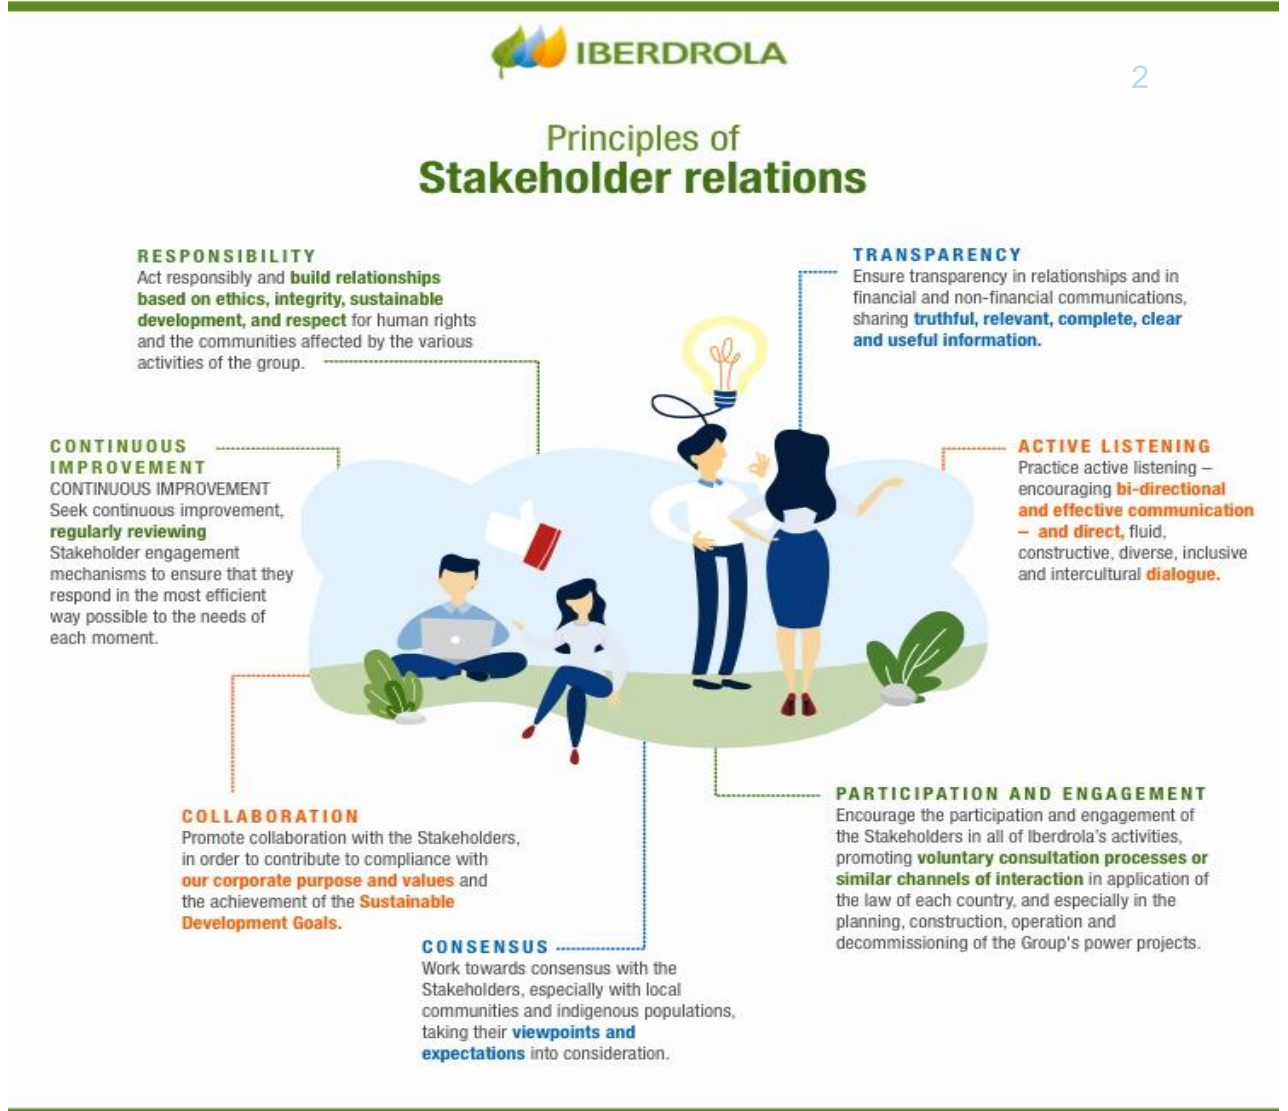 IBERDROLA
2
Principles of
Stakeholder relations
RESPONSIBILITY
Act responsibly and build relationships
based on ethics, integrity, sustainable
development, and respect for human rights
and the communities affected by the various
activities of the group.
TRANSPARENCY
Ensure transparency in relationships and in
financial and non-financial communications,
sharing truthful, relevant, complete, clear
and useful information.
CONTINUOUS
IMPROVEMENT
CONTINUOUS IMPROVEMENT
Seek continuous improvement,
regularly reviewing
Stakeholder engagement
mechanisms to ensure that they
respond in the most efficient
way possible to the needs of
each moment.
ACTIVE LISTENING
Practice active listening –
encouraging bi-directional
and effective communication
– and direct, fluid,
constructive, diverse, inclusive
and intercultural dialogue.
COLLABORATION
Promote collaboration with the Stakeholders,
in order to contribute to compliance with
our corporate purpose and values and
the achievement of the Sustainable
Development Goals.
PARTICIPATION AND ENGAGEMENT
Encourage the participation and engagement of
the Stakeholders in all of Iberdrola's activities,
promoting voluntary consultation processes or
similar channels of interaction in application of
the law of each country, and especially in the
planning, construction, operation and
decommissioning of the Group's power projects.
CONSENSUS
Work towards consensus with the
Stakeholders, especially with local
communities and indigenous populations,
taking their viewpoints and
expectations into consideration.